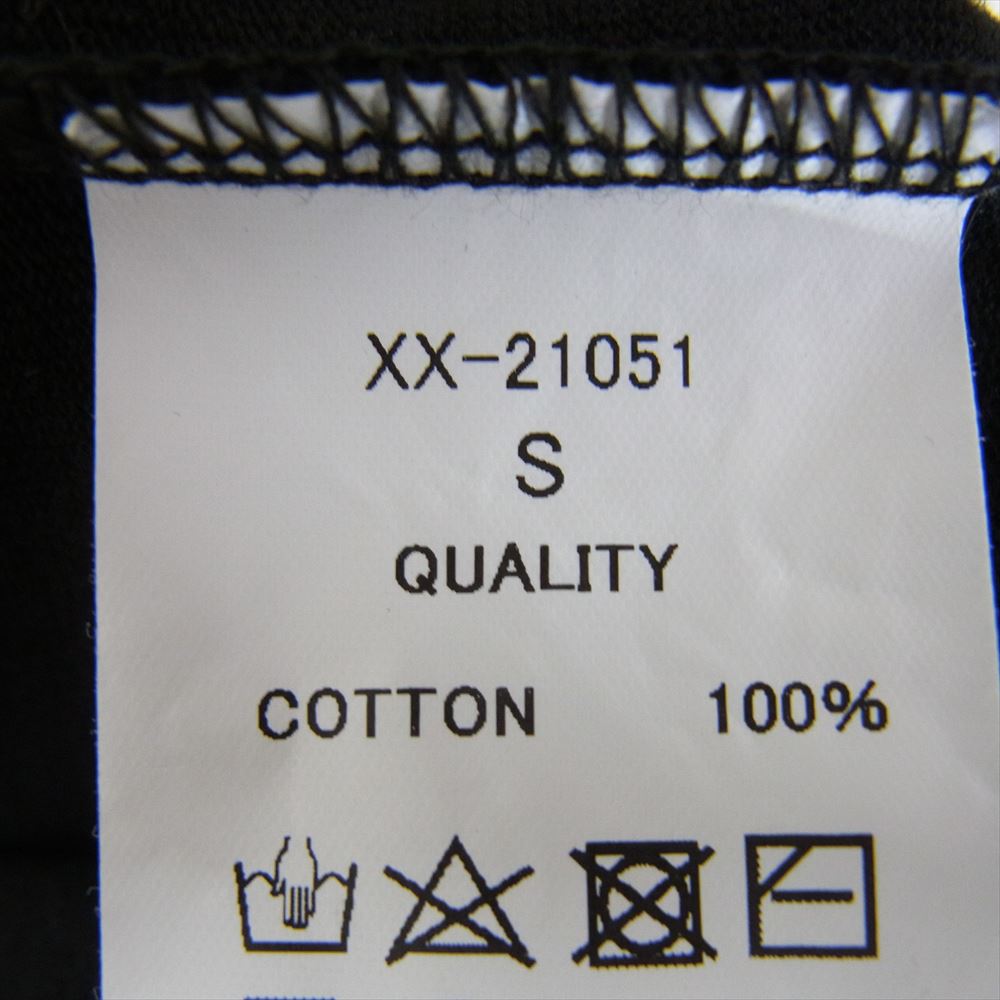 XX-21051
S
QUALITY
COTTON 100%